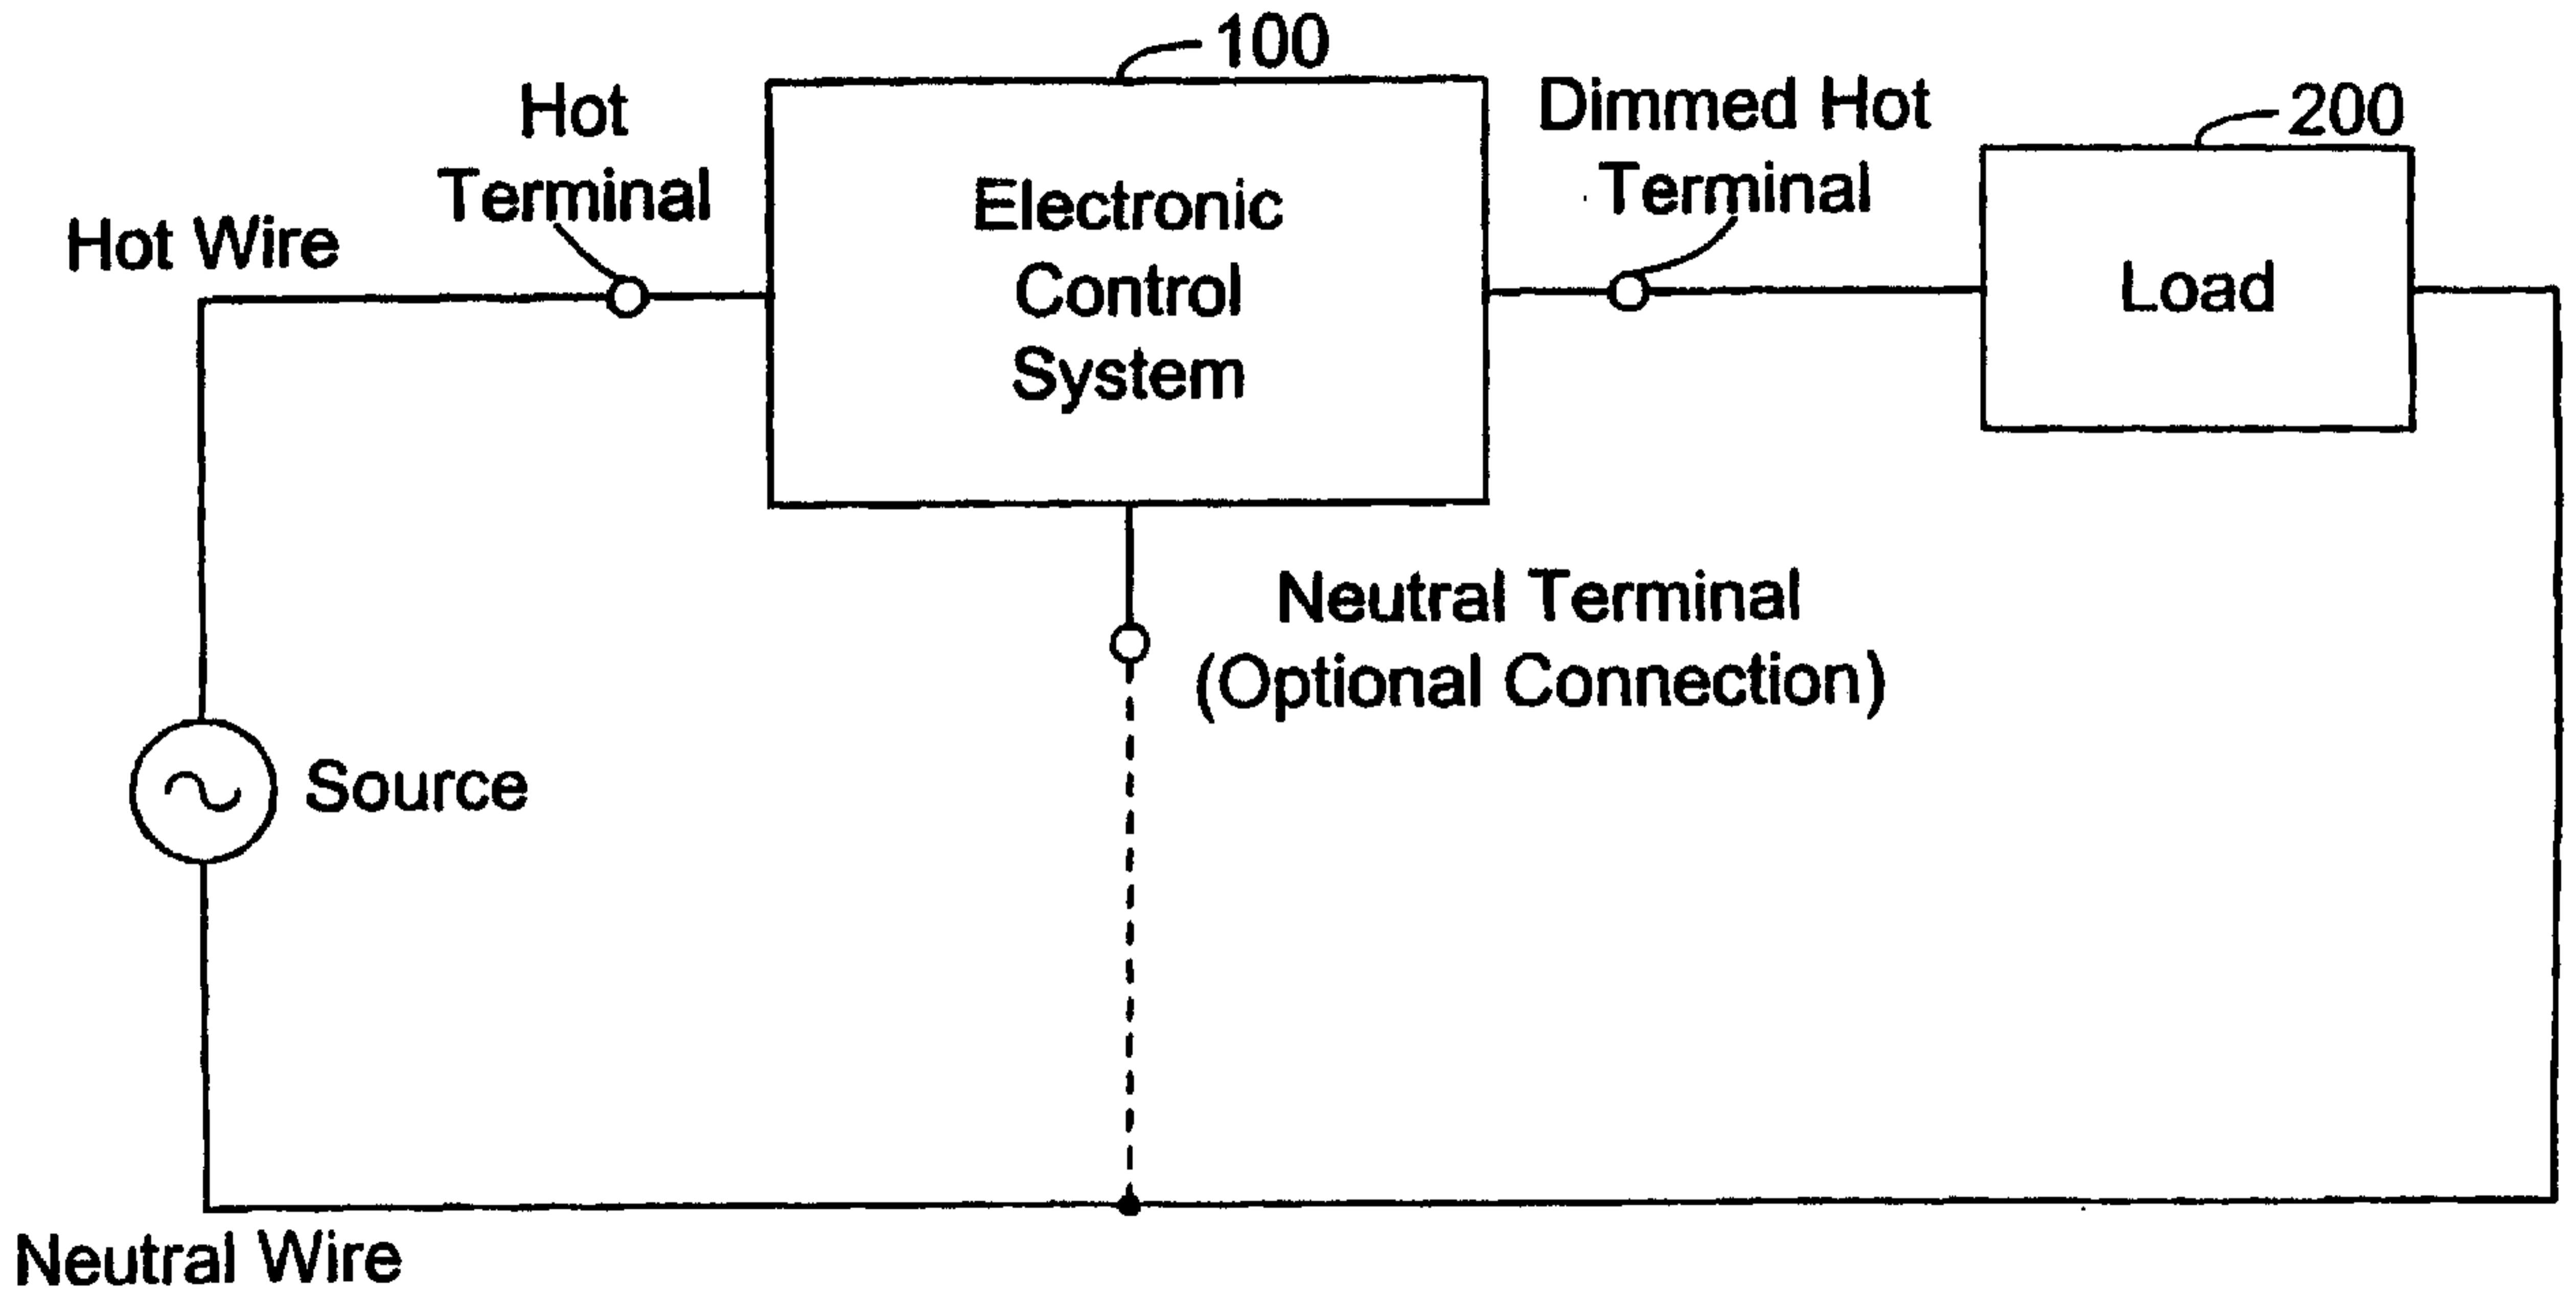 100
Hot
Terminal
Dimmed Hot
Terminal
200
Hot Wire
Electronic
Control
System
Load
Neutral Terminal
(Optional Connection)
Source
Neutral Wire